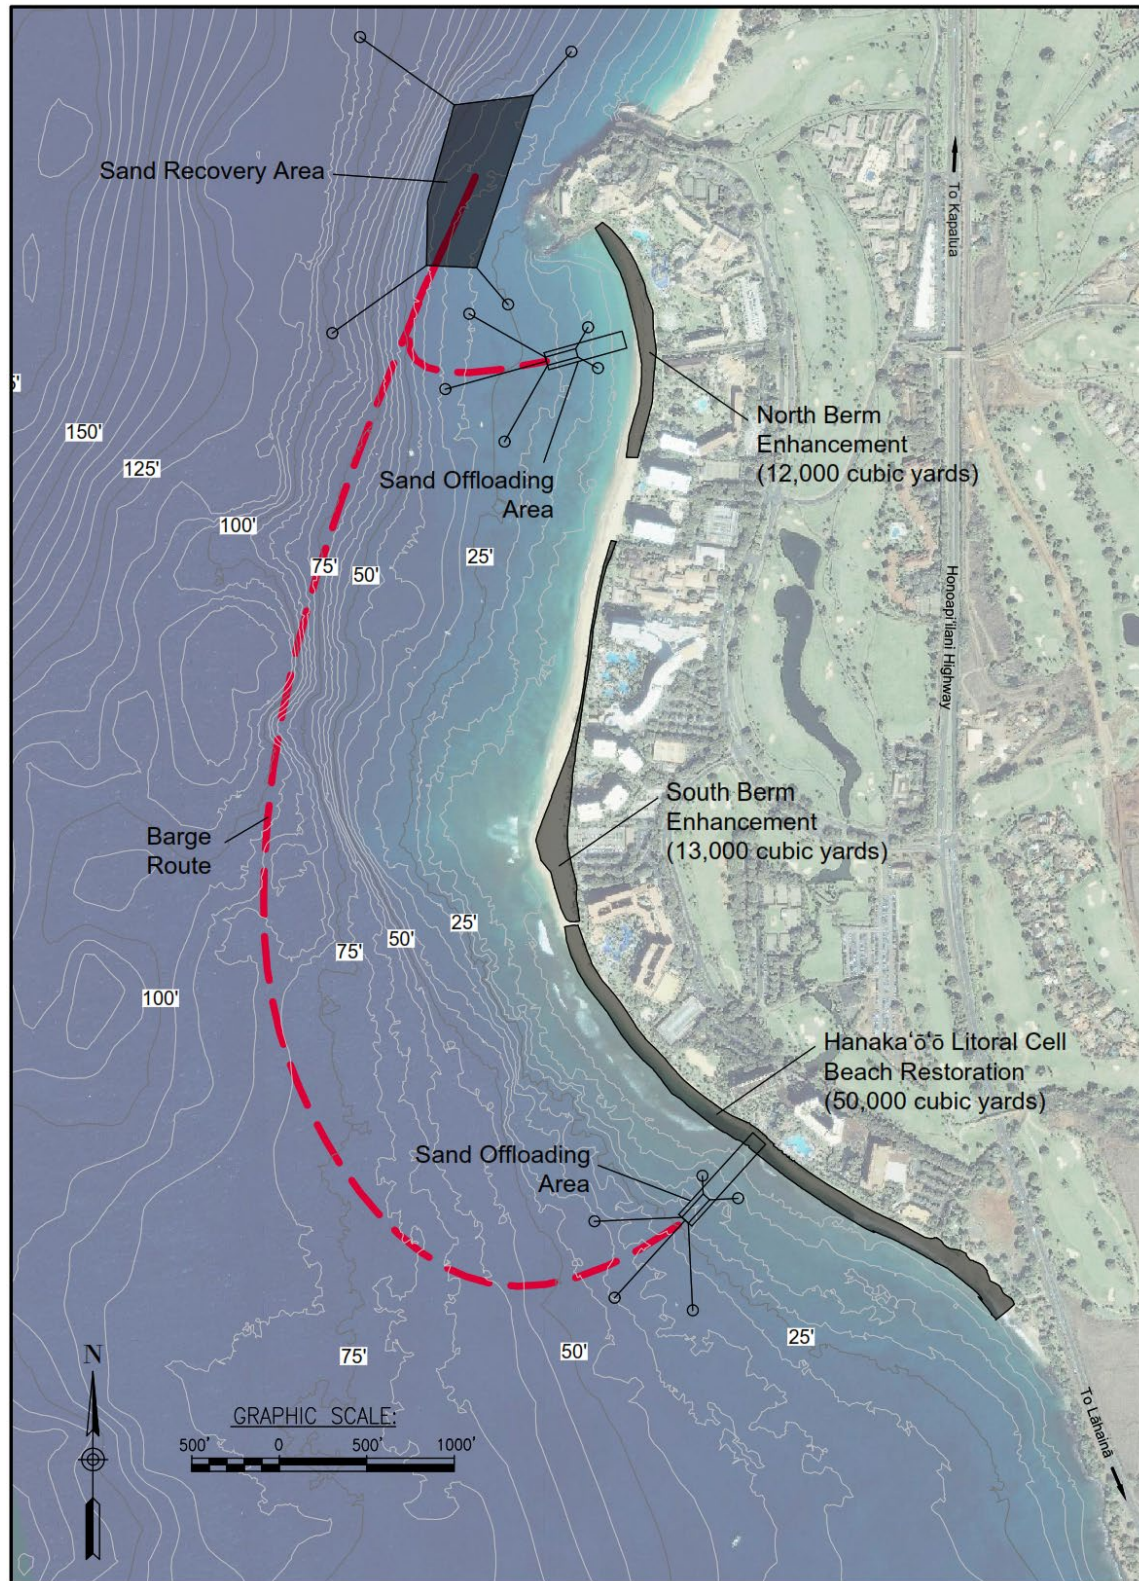 Sand Recovery Area
To Kapalua
North Berm
Enhancement
(12,000 cubic yards)
150'
125'
100'
Sand Offloading
Area
25'
75'
50'
Honoapi'ilani Highway
South Berm
Enhancement
(13,000 cubic yards)
Barge
Route
25'
50'
75'
100'
Hanakaʻōʻō Litoral Cell
Beach Restoration
(50,000 cubic yards)
Sand Offloading
Area
25'
50'
75'
N
GRAPHIC SCALE:
500' 0 500' 1000'
To Lāhainā